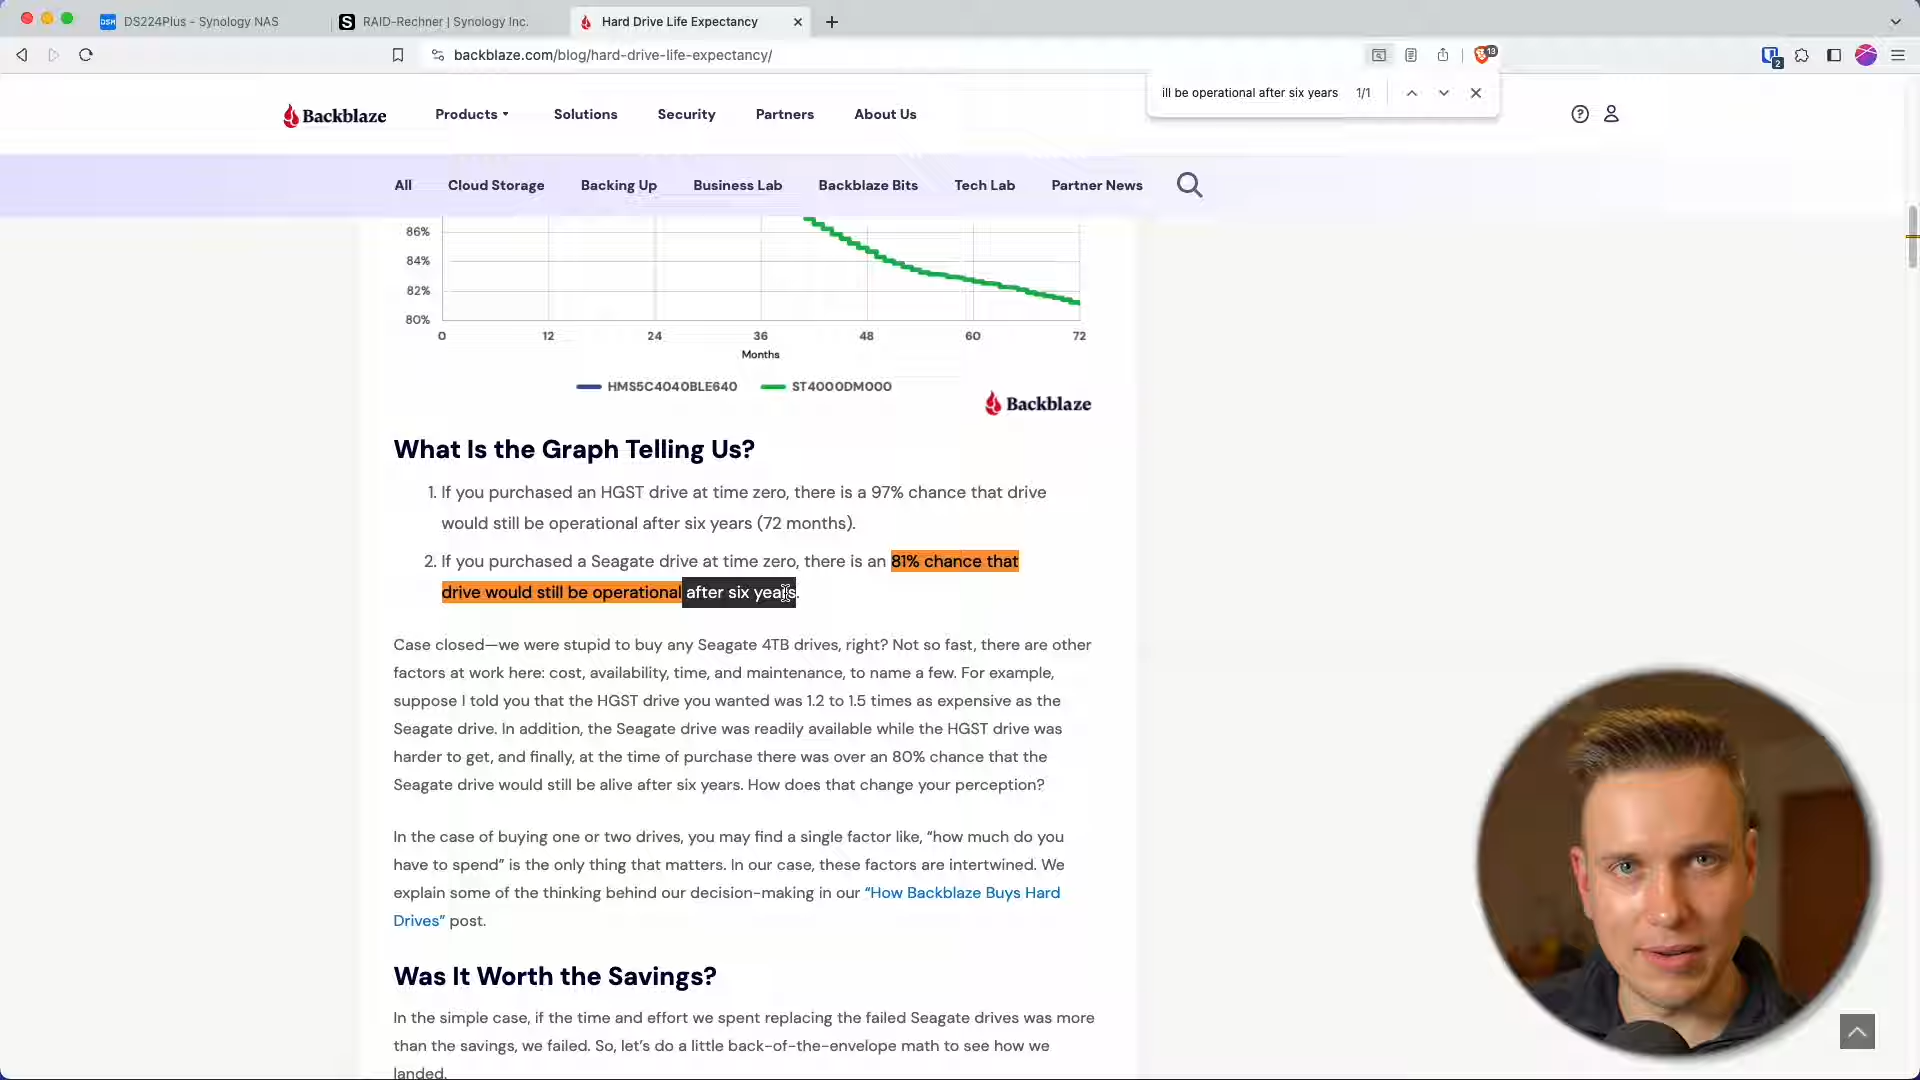 DSM DS224Plus - Synology NAS
S RAID-Rechner | Synology Inc.
Hard Drive Life Expectancy
backblaze.com/blog/hard-drive-life-expectancy/
13
2
ill be operational after six years 1/1
Backblaze
Products
Solutions
Security
Partners
About Us
All
Cloud Storage
Backing Up
Business Lab
Backblaze Bits
Tech Lab
Partner News
86%
84%
82%
80%
0 12 24 36 48 60 72
Months
HMS5C4040BLE640 ST4000DM000
Backblaze
What Is the Graph Telling Us?
1. If you purchased an HGST drive at time zero, there is a 97% chance that drive
would still be operational after six years (72 months).
2. If you purchased a Seagate drive at time zero, there is an 81% chance that
drive would still be operational after six years.
Case closed—we were stupid to buy any Seagate 4TB drives, right? Not so fast, there are other
factors at work here: cost, availability, time, and maintenance, to name a few. For example,
suppose I told you that the HGST drive you wanted was 1.2 to 1.5 times as expensive as the
Seagate drive. In addition, the Seagate drive was readily available while the HGST drive was
harder to get, and finally, at the time of purchase there was over an 80% chance that the
Seagate drive would still be alive after six years. How does that change your perception?
In the case of buying one or two drives, you may find a single factor like, “how much do you
have to spend” is the only thing that matters. In our case, these factors are intertwined. We
explain some of the thinking behind our decision-making in our “How Backblaze Buys Hard
Drives” post.
Was It Worth the Savings?
In the simple case, if the time and effort we spent replacing the failed Seagate drives was more
than the savings, we failed. So, let’s do a little back-of-the-envelope math to see how we
landed.